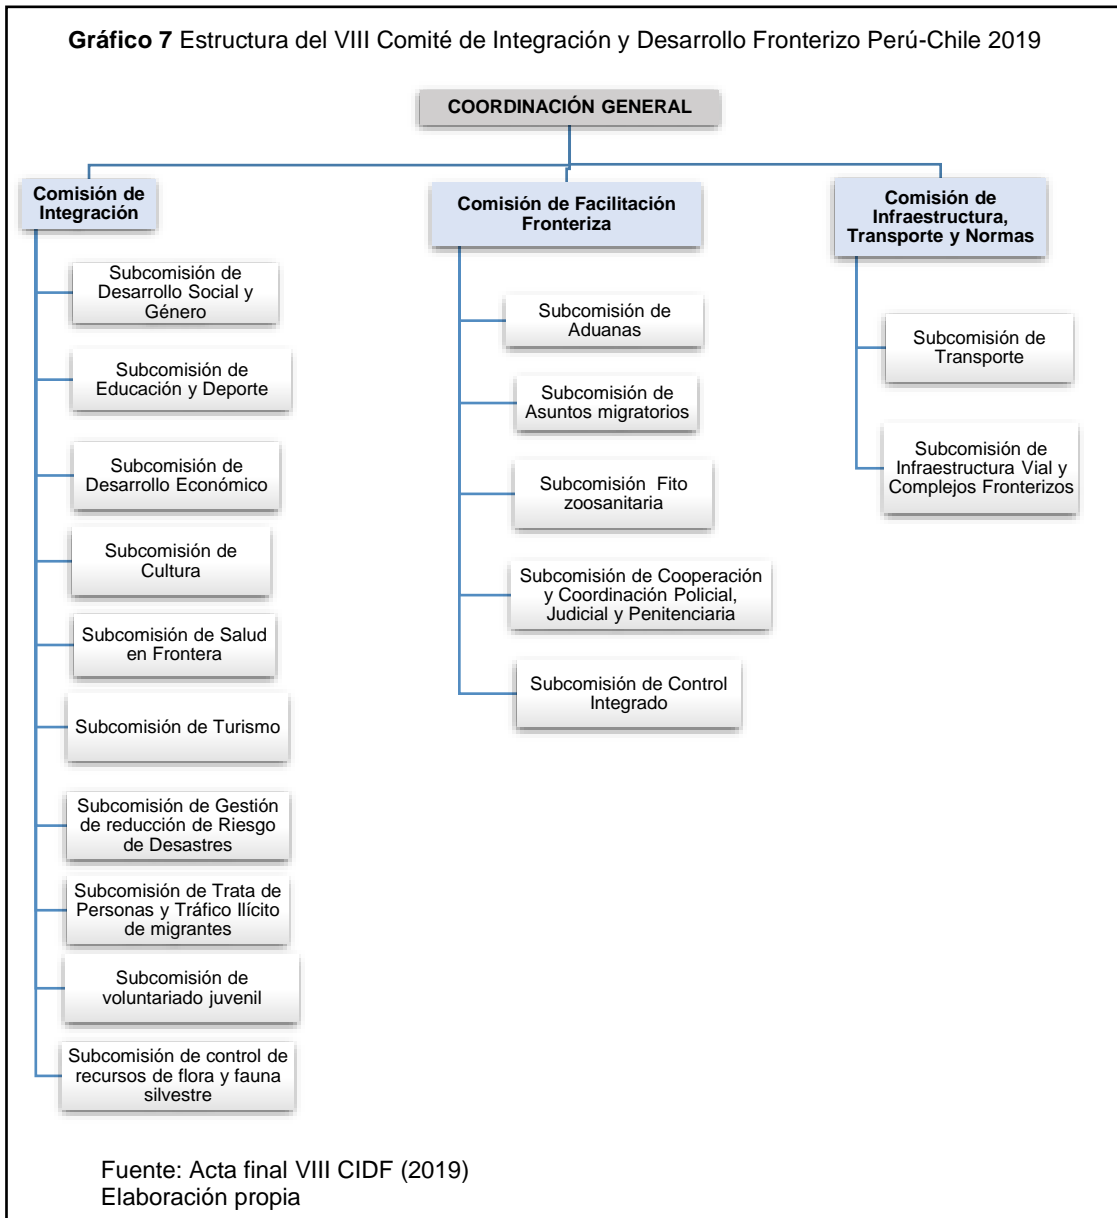 Gráfico 7 Estructura del VIII Comité de Integración y Desarrollo Fronterizo Perú-Chile 2019
COORDINACIÓN GENERAL
Comisión de
Integración
Subcomisión de
Desarrollo Social y
Género
Subcomisión de
Educación y Deporte
Subcomisión de
Desarrollo Económico
Subcomisión de
Cultura
Subcomisión de Salud
en Frontera
Subcomisión de Turismo
Subcomisión de Gestión
de reducción de Riesgo
de Desastres
Subcomisión de Trata de
Personas y Tráfico Ilícito
de migrantes
Subcomisión de
voluntariado juvenil
Subcomisión de control de
recursos de flora y fauna
silvestre
Comisión de Facilitación
Fronteriza
Subcomisión de
Aduanas
Subcomisión de
Asuntos migratorios
Subcomisión Fito
zoosanitaria
Subcomisión de Cooperación
y Coordinación Policial,
Judicial y Penitenciaria
Subcomisión de Control
Integrado
Comisión de
Infraestructura,
Transporte y Normas
Subcomisión de
Transporte
Subcomisión de
Infraestructura Vial y
Complejos Fronterizos
Fuente: Acta final VIII CIDF (2019)
Elaboración propia